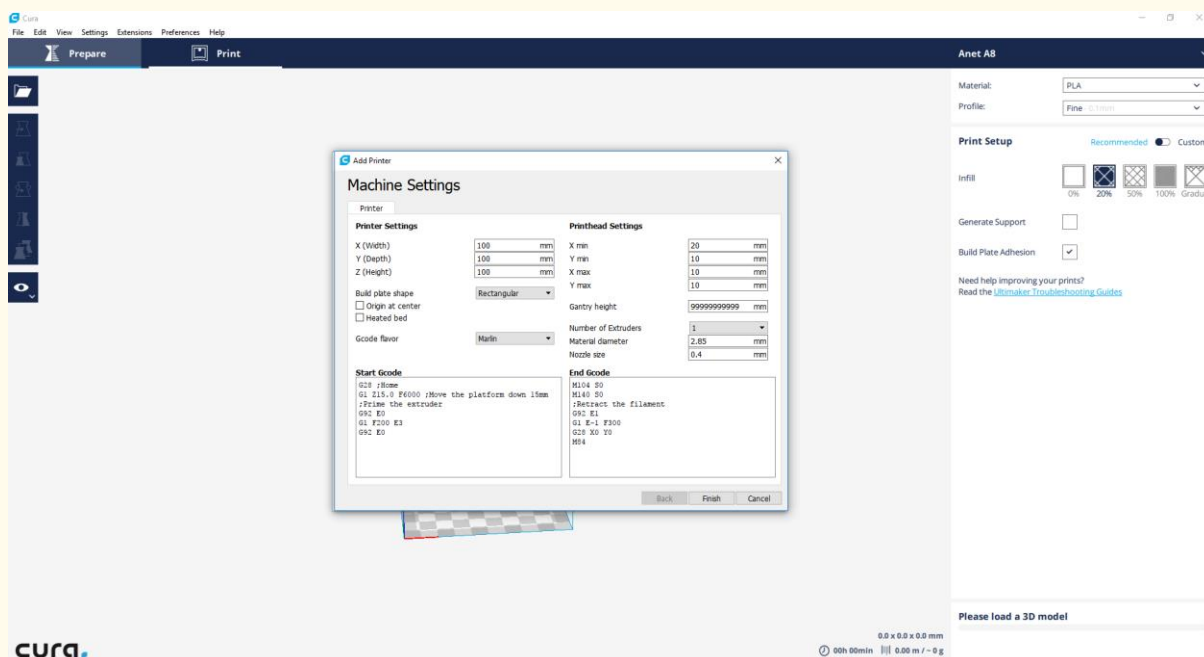 Cura
File Edit View Settings Extensions Preferences Help
Prepare
Print
Anet A8
Material: PLA
Profile: Fine 0.1mm
Print Setup Recommended Custom
Infill
0% 20% 50% 100% Gradu
Generate Support
Build Plate Adhesion
Need help improving your prints?
Read the Ultimaker Troubleshooting Guides
Add Printer
Machine Settings
Printer
Printer Settings
X (Width) 100 mm
Y (Depth) 100 mm
Z (Height) 100 mm
Build plate shape Rectangular
Origin at center
Heated bed
Gcode flavor Marlin
Printhead Settings
X min 20 mm
Y min 10 mm
X max 10 mm
Y max 10 mm
Gantry height 99999999999 mm
Number of Extruders 1
Material diameter 2.85 mm
Nozzle size 0.4 mm
Start Gcode
G28 ;Home
G1 Z15.0 F6000 ;Move the platform down 15mm
;Prime the extruder
G92 E0
G1 F200 E3
G92 E0
End Gcode
M104 S0
M140 S0
;Retract the filament
G92 E1
G1 E-1 F300
G28 X0 Y0
M84
Back Finish Cancel
Please load a 3D model
0.0 x 0.0 x 0.0 mm
00h 00min 0.00 m / ~ 0 g
cura.